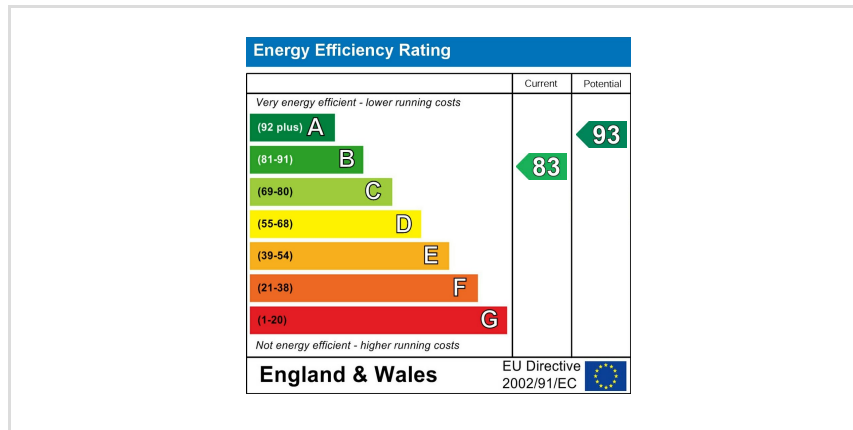 Energy Efficiency Rating
Current Potential
Very energy efficient - lower running costs
(92 plus) A
93
(81-91) B
83
(69-80) C
(55-68) D
(39-54) E
(21-38) F
(1-20) G
Not energy efficient - higher running costs
England & Wales
EU Directive
2002/91/EC